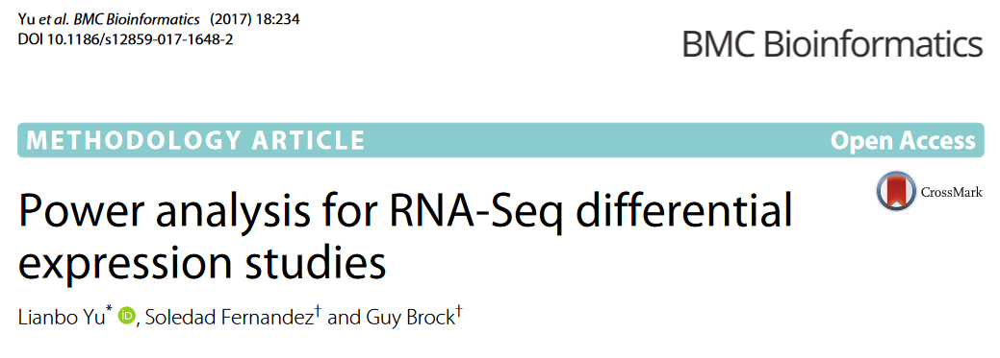 Yu et al. BMC Bioinformatics (2017) 18:234
DOI 10.1186/s12859-017-1648-2
BMC Bioinformatics
METHODOLOGY ARTICLE
Open Access
CrossMark
Power analysis for RNA-Seq differential
expression studies
Lianbo Yu* iD, Soledad Fernandez† and Guy Brock†